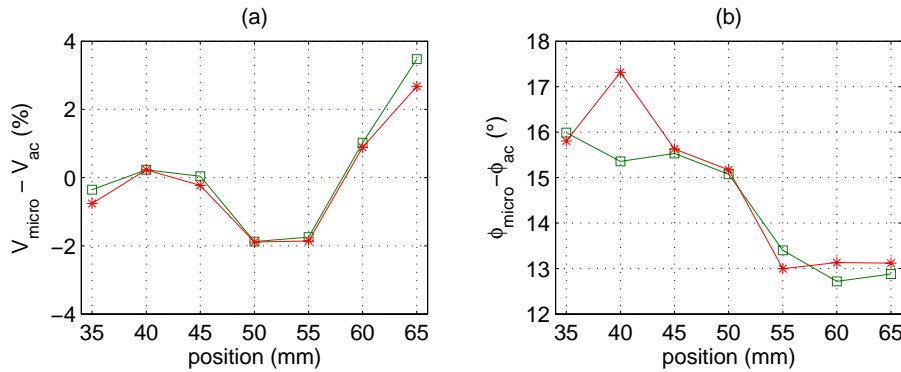 (a)
V_micro − V_ac (%)
4
2
0
−2
−4
35 40 45 50 55 60 65
position (mm)
(b)
ϕ_micro−ϕ_ac (°)
18
17
16
15
14
13
12
35 40 45 50 55 60 65
position (mm)